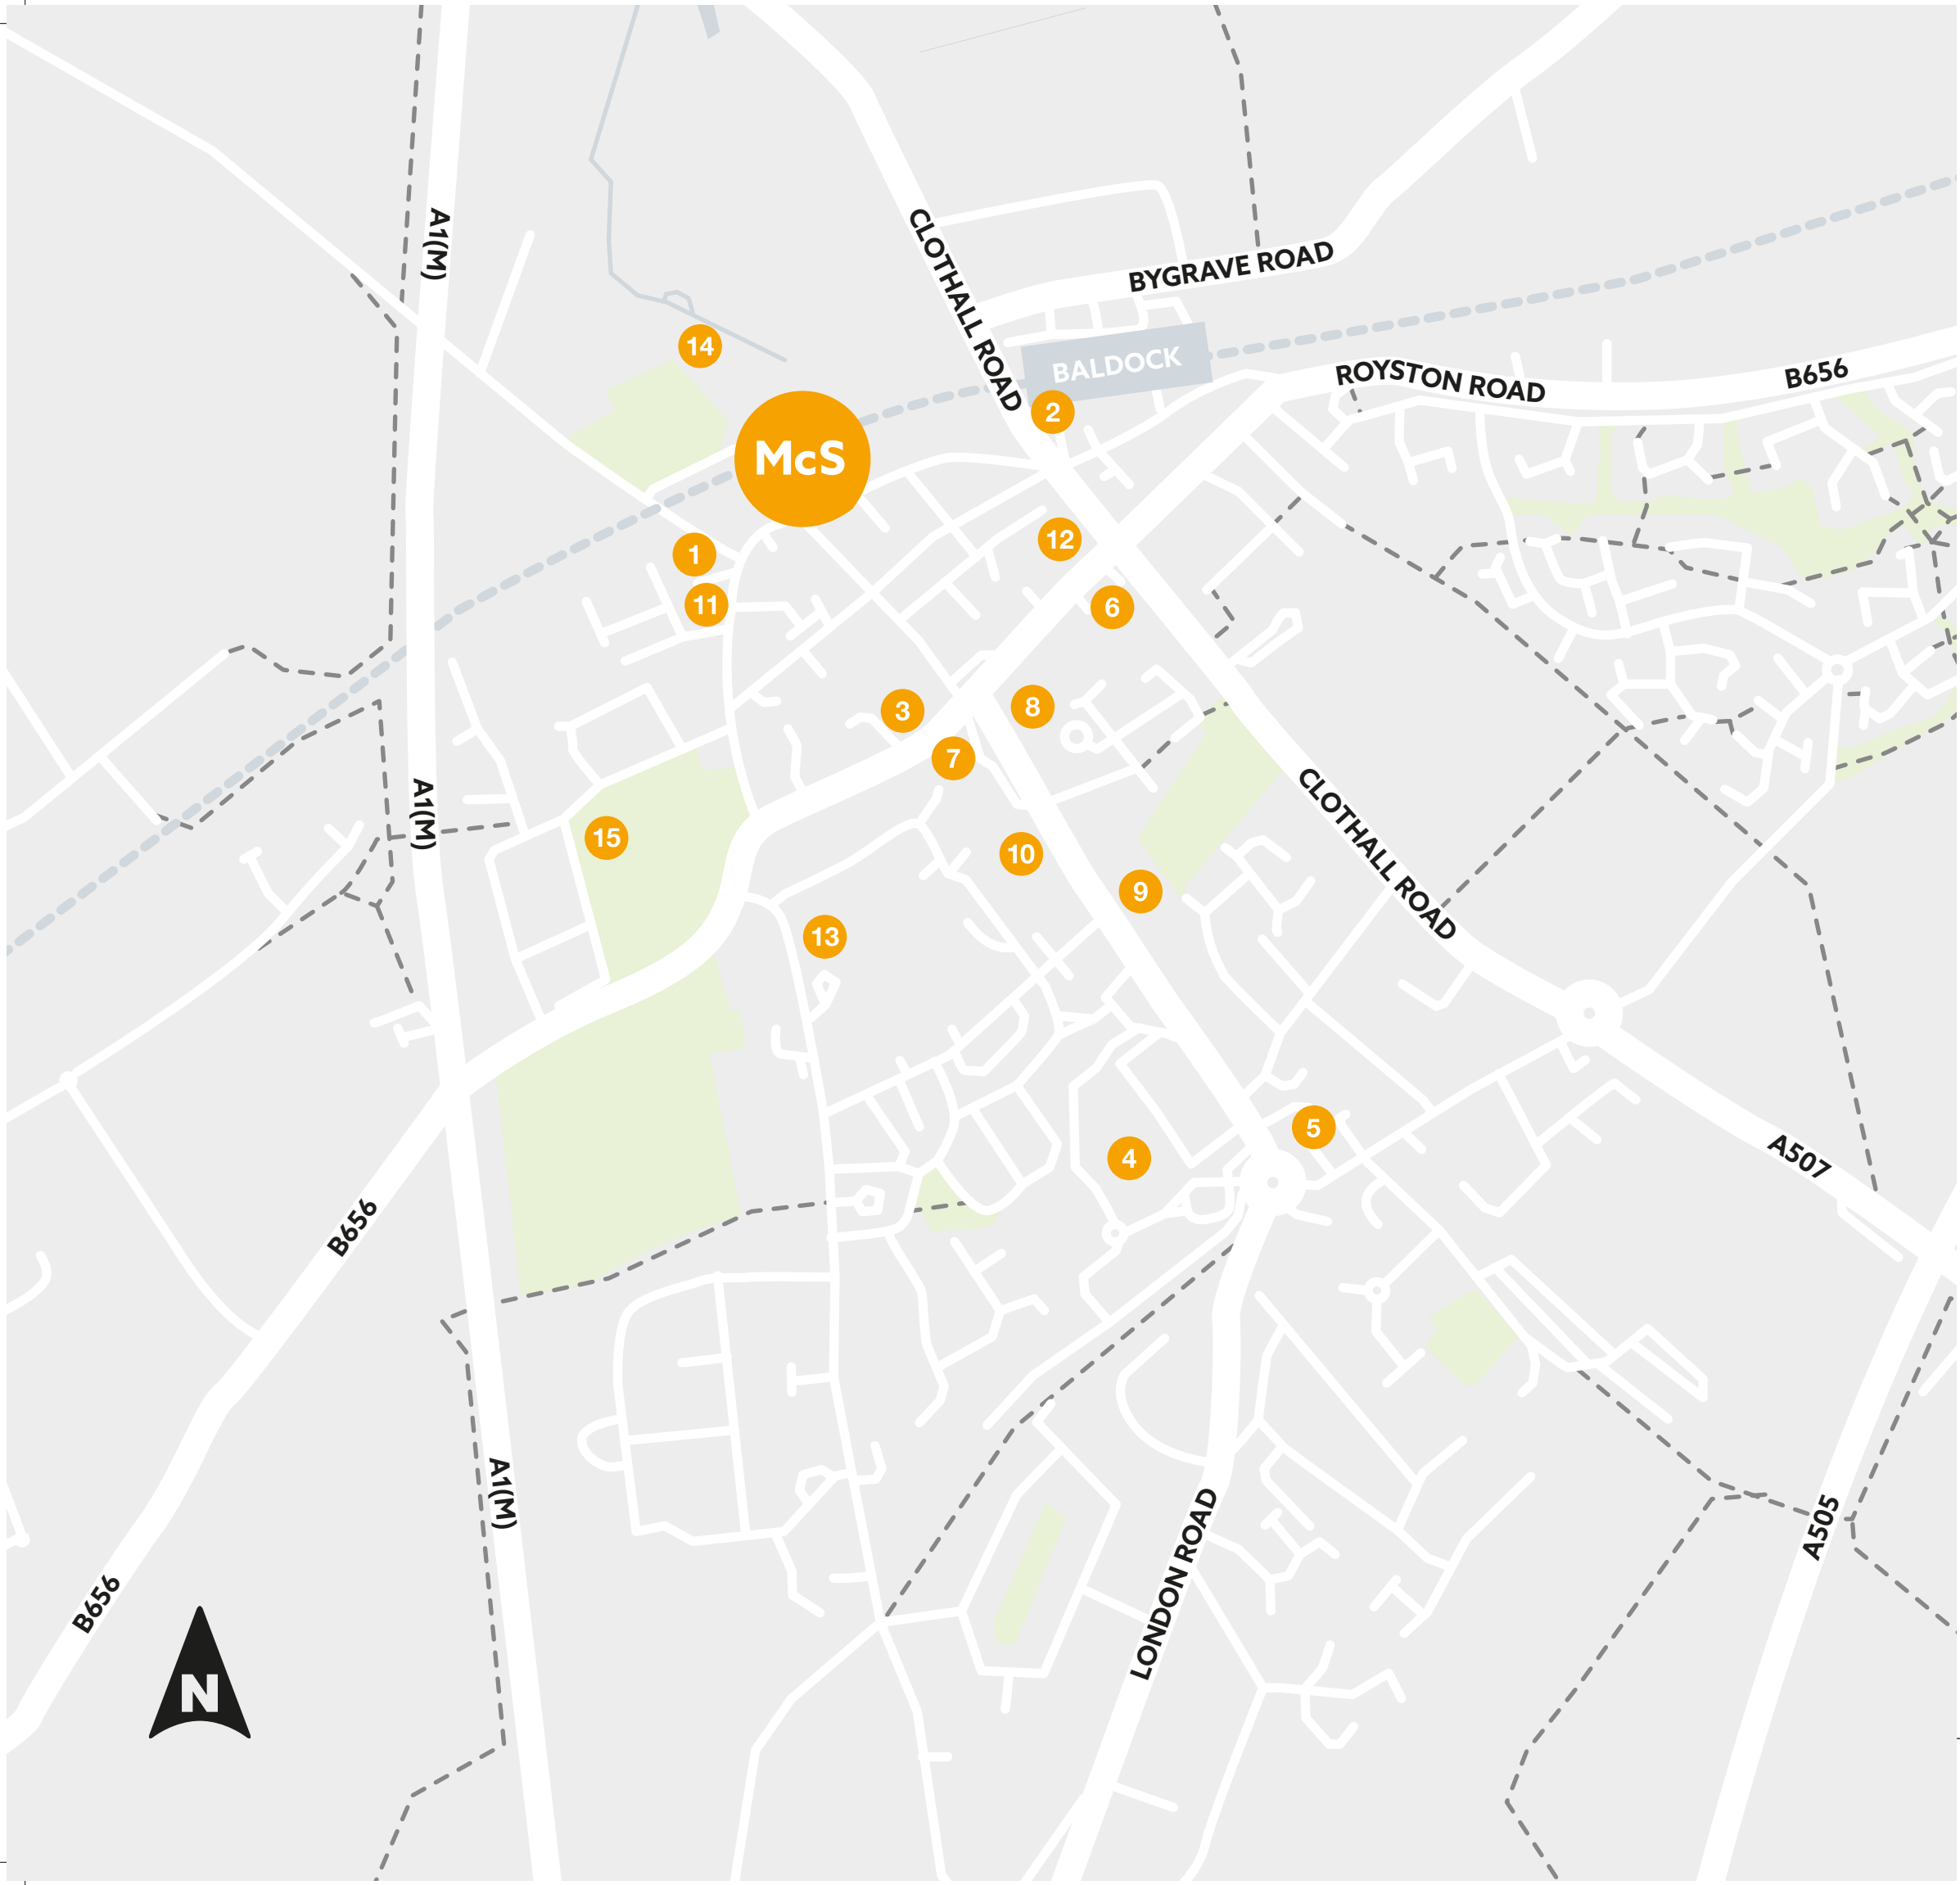 A1(M)
CLOTHALL ROAD
BYGRAVE ROAD
BALDOCK
ROYSTON ROAD
B656
14
2
McS
1
12
11
6
3
8
7
A1(M)
CLOTHALL ROAD
15
10
9
13
5
4
A507
B656
A1(M)
LONDON ROAD
A505
B656
N